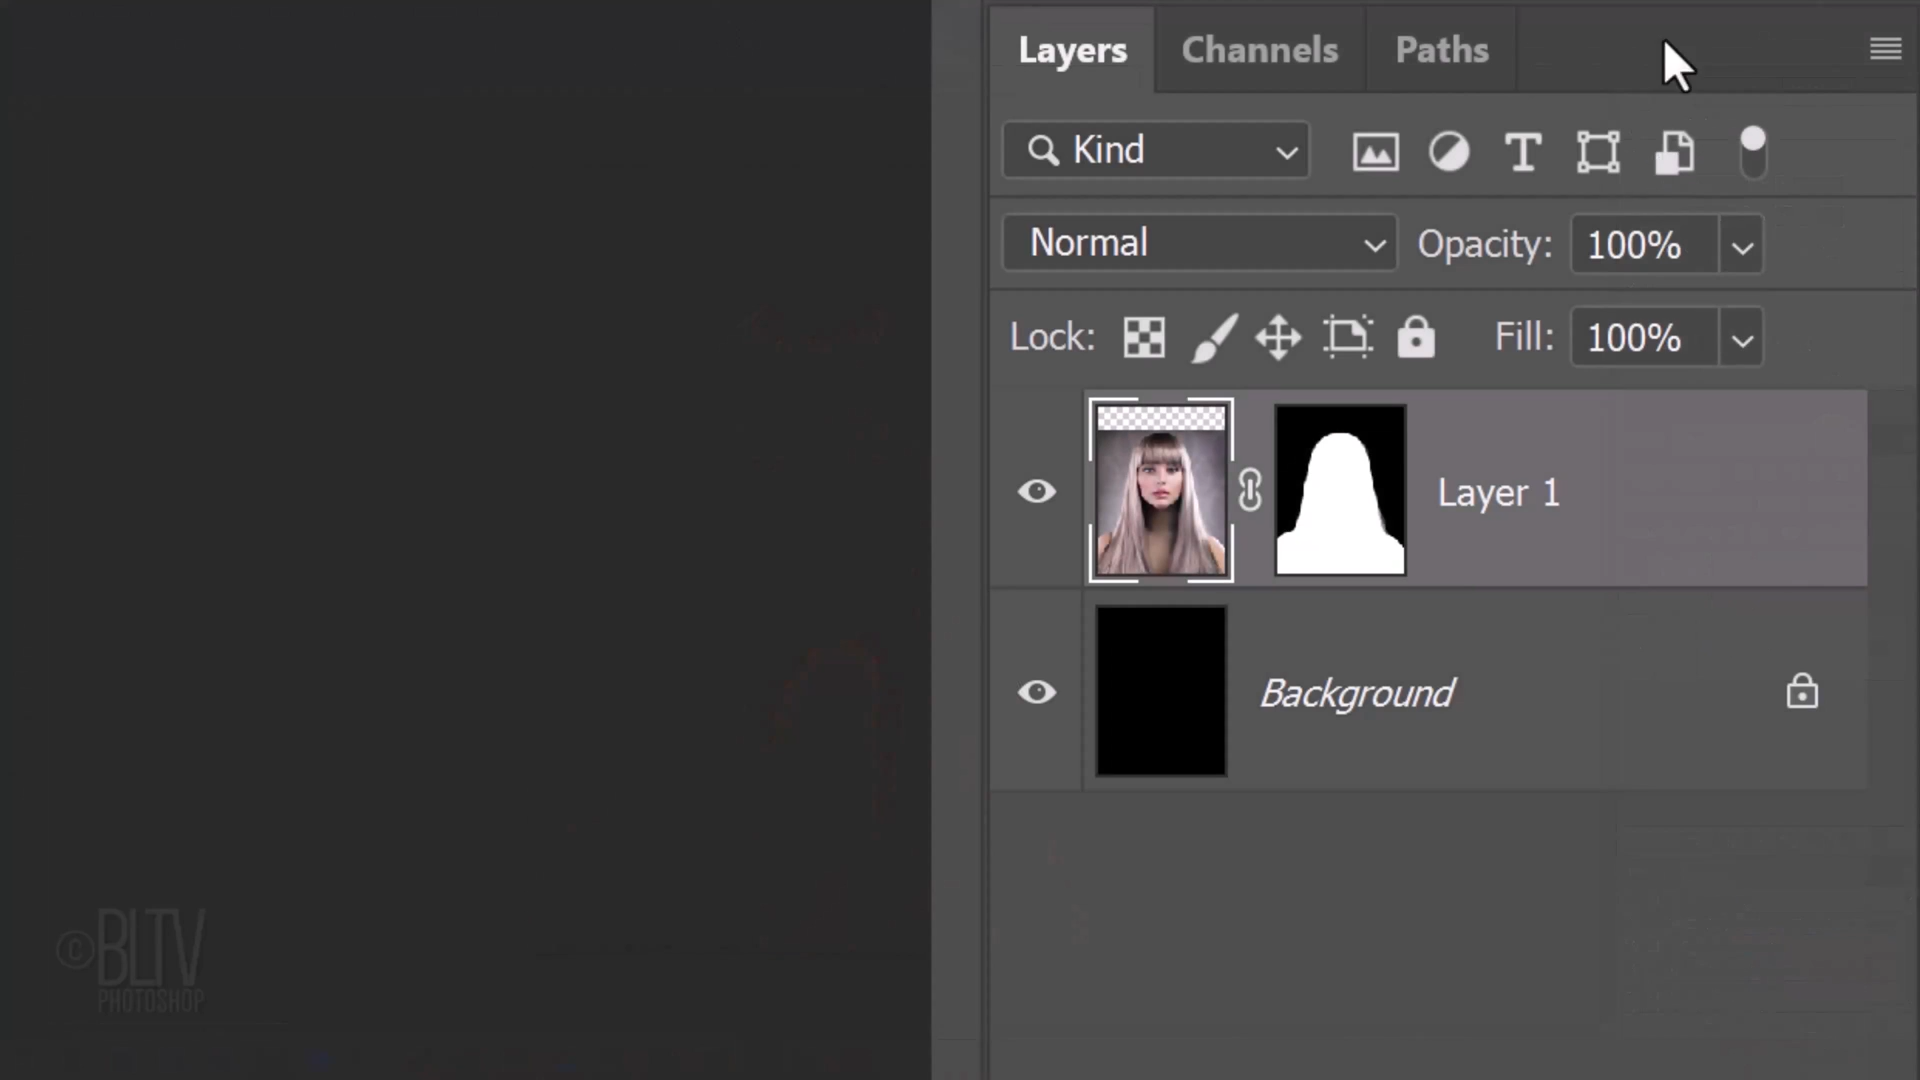 Layers Channels Paths
Kind
Normal Opacity: 100%
Lock: Fill: 100%
Layer 1
Background
©BLTV
PHOTOSHOP